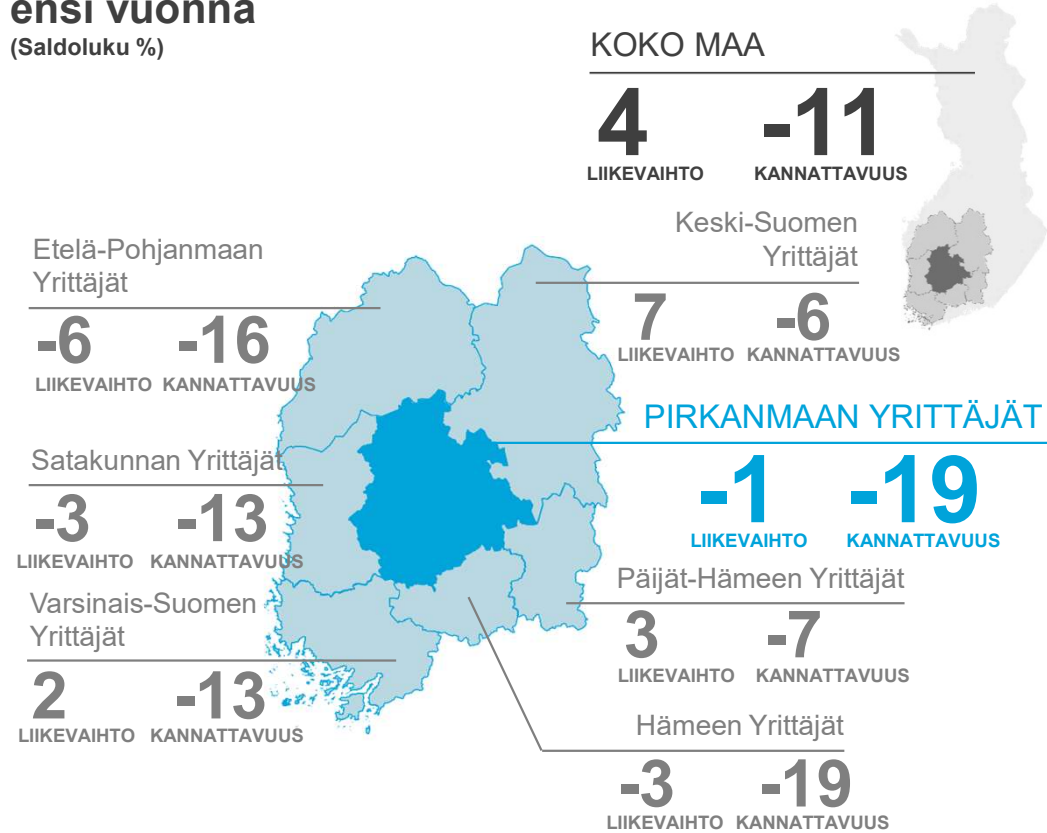 ensi vuonna
(Saldoluku %)
KOKO MAA
4 -11
LIIKEVAIHTO KANNATTAVUUS
Keski-Suomen
Yrittäjät
7 -6
LIIKEVAIHTO KANNATTAVUUS
Etelä-Pohjanmaan
Yrittäjät
-6 -16
LIIKEVAIHTO KANNATTAVUUS
PIRKANMAAN YRITTÄJÄT
-1 -19
LIIKEVAIHTO KANNATTAVUUS
Satakunnan Yrittäjät
-3 -13
LIIKEVAIHTO KANNATTAVUUS
Päijät-Hämeen Yrittäjät
3 -7
LIIKEVAIHTO KANNATTAVUUS
Varsinais-Suomen
Yrittäjät
2 -13
LIIKEVAIHTO KANNATTAVUUS
Hämeen Yrittäjät
-3 -19
LIIKEVAIHTO KANNATTAVUUS